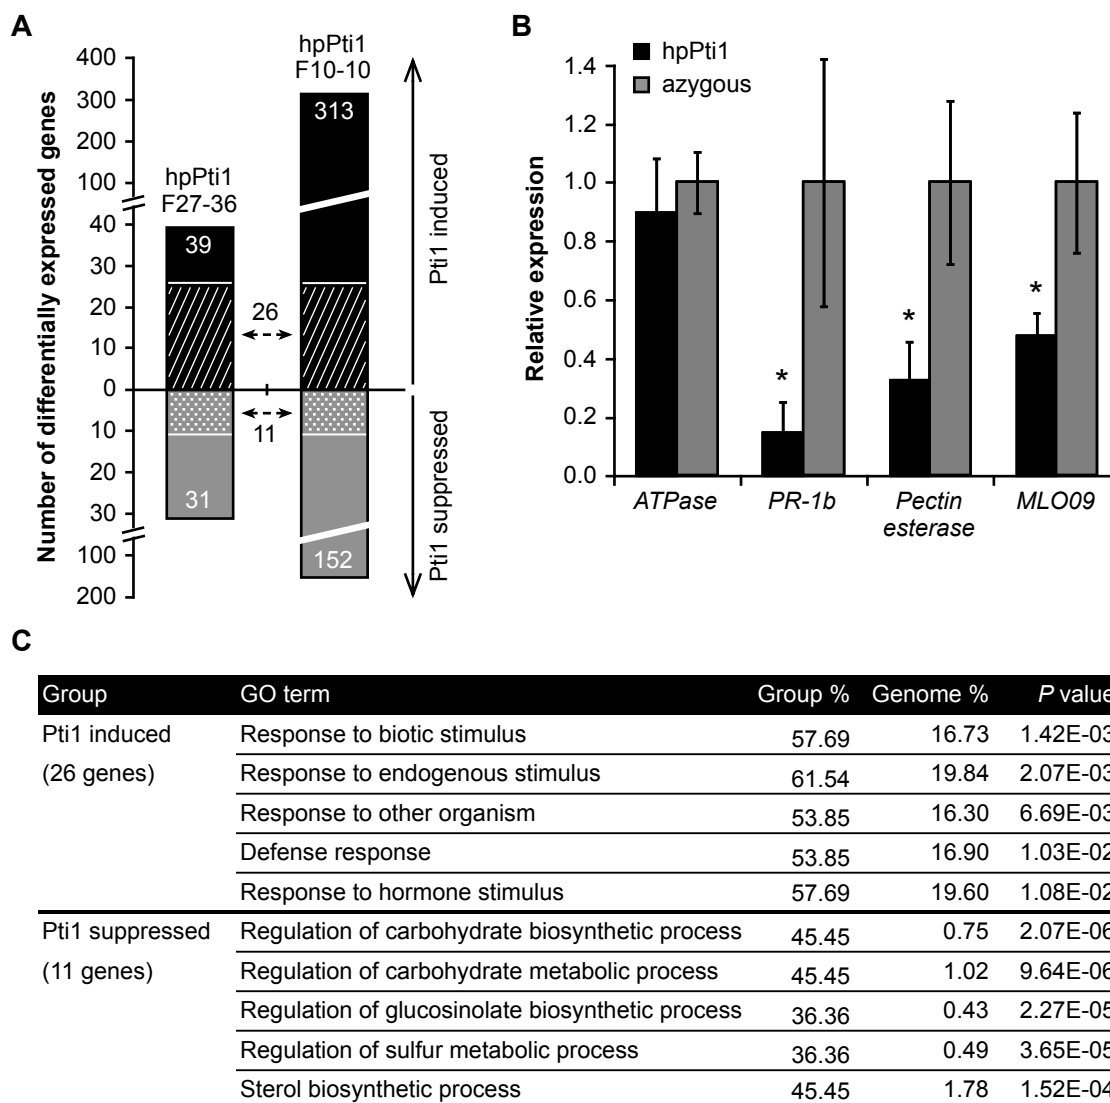 A
hpPti1
F10-10
hpPti1
F27-36
Number of differentially expressed genes
400
300
200
100
40
30
20
10
0
10
20
30
100
200
313
39
26
11
31
152
Pti1 induced
Pti1 suppressed
B
hpPti1
azygous
Relative expression
1.4
1.2
1.0
0.8
0.6
0.4
0.2
0.0
*
*
*
ATPase
PR-1b
Pectin
esterase
MLO09
C
Group GO term Group % Genome % P value
Pti1 induced Response to biotic stimulus 57.69 16.73 1.42E-03
(26 genes) Response to endogenous stimulus 61.54 19.84 2.07E-03
Response to other organism 53.85 16.30 6.69E-03
Defense response 53.85 16.90 1.03E-02
Response to hormone stimulus 57.69 19.60 1.08E-02
Pti1 suppressed Regulation of carbohydrate biosynthetic process 45.45 0.75 2.07E-06
(11 genes) Regulation of carbohydrate metabolic process 45.45 1.02 9.64E-06
Regulation of glucosinolate biosynthetic process 36.36 0.43 2.27E-05
Regulation of sulfur metabolic process 36.36 0.49 3.65E-05
Sterol biosynthetic process 45.45 1.78 1.52E-04